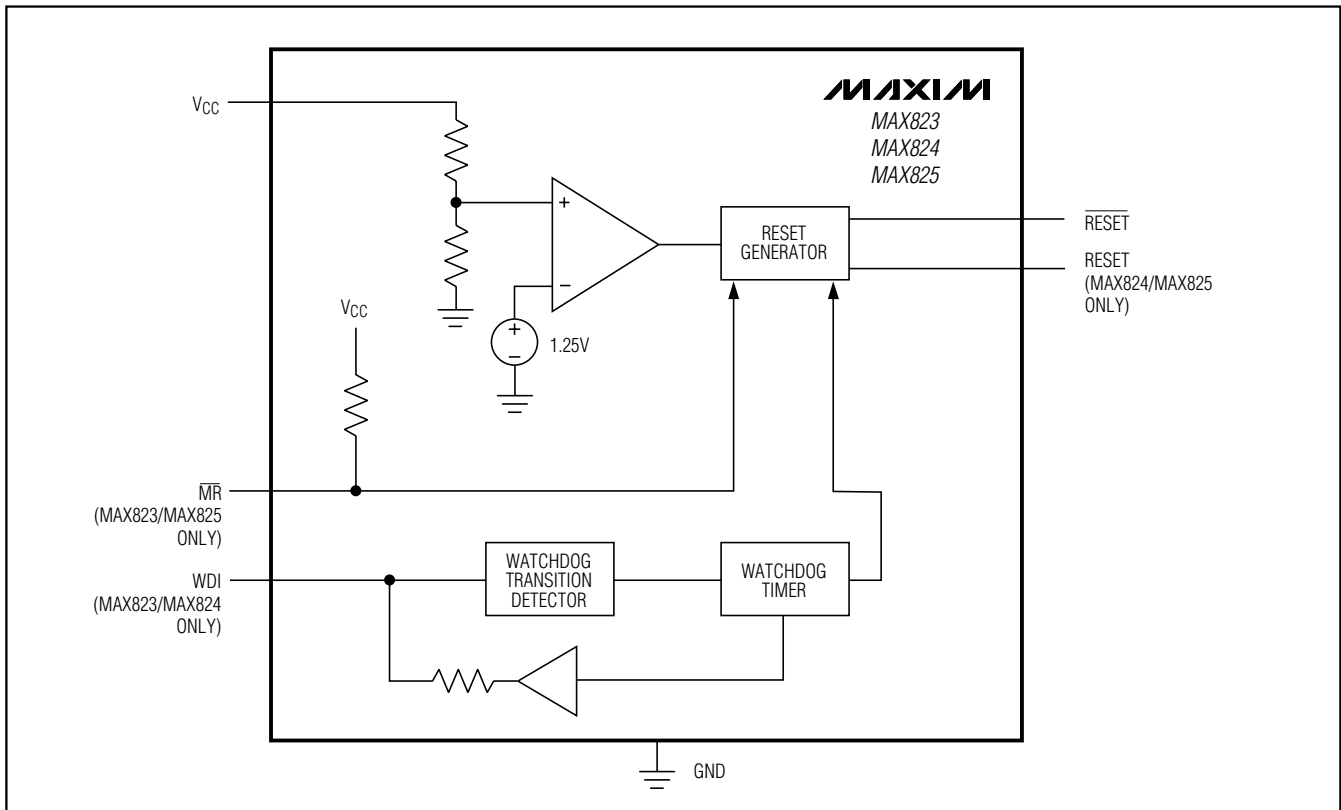 MAXIM
MAX823
MAX824
MAX825
VCC
+
−
RESET
GENERATOR
RESET
RESET
(MAX824/MAX825
ONLY)
VCC
+
−
1.25V
MR
(MAX823/MAX825
ONLY)
WDI
(MAX823/MAX824
ONLY)
WATCHDOG
TRANSITION
DETECTOR
WATCHDOG
TIMER
GND